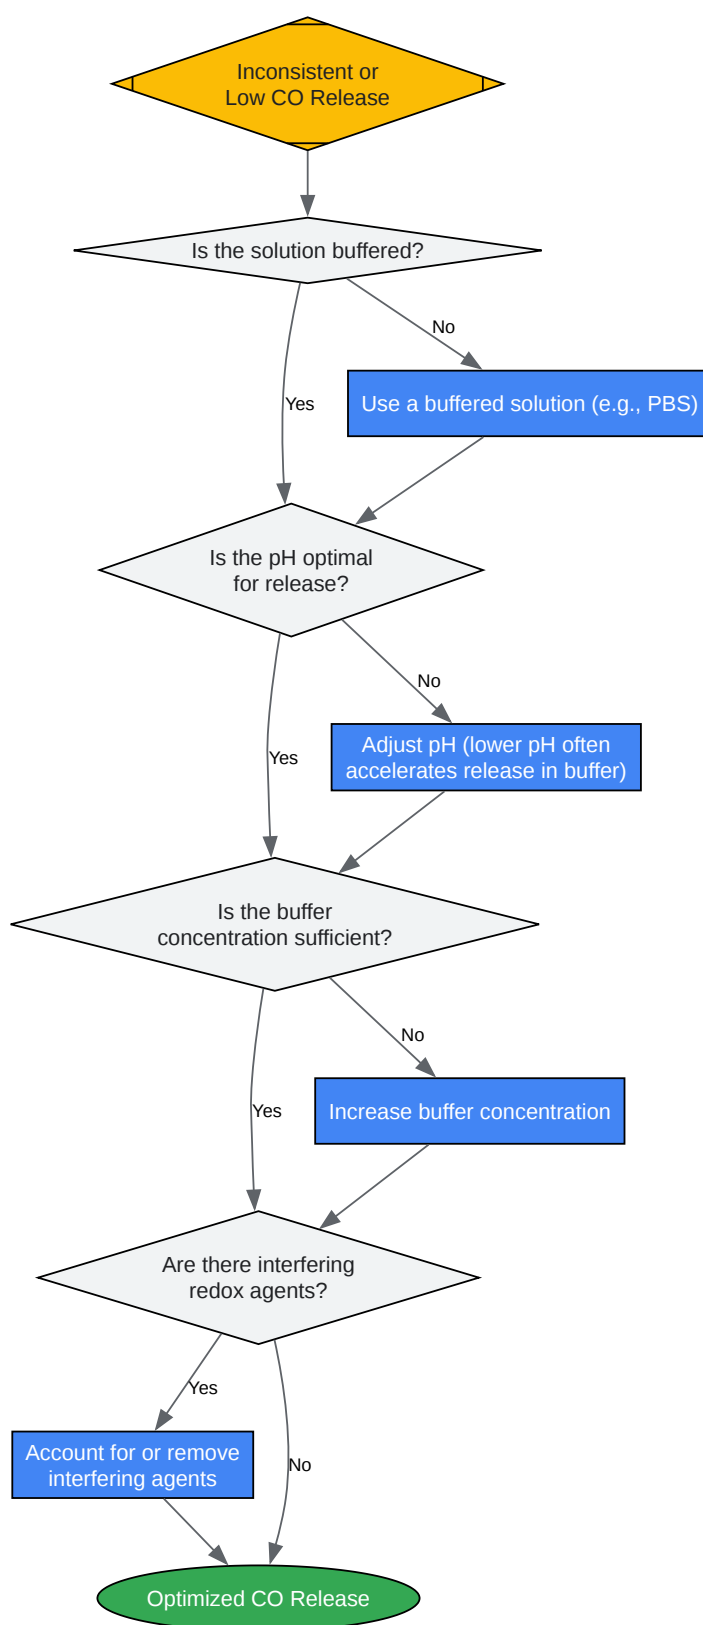 Inconsistent or
Low CO Release
Is the solution buffered?
No
Yes
Use a buffered solution (e.g., PBS)
Is the pH optimal
for release?
No
Yes
Adjust pH (lower pH often
accelerates release in buffer)
Is the buffer
concentration sufficient?
No
Yes
Increase buffer concentration
Are there interfering
redox agents?
Yes
No
Account for or remove
interfering agents
Optimized CO Release